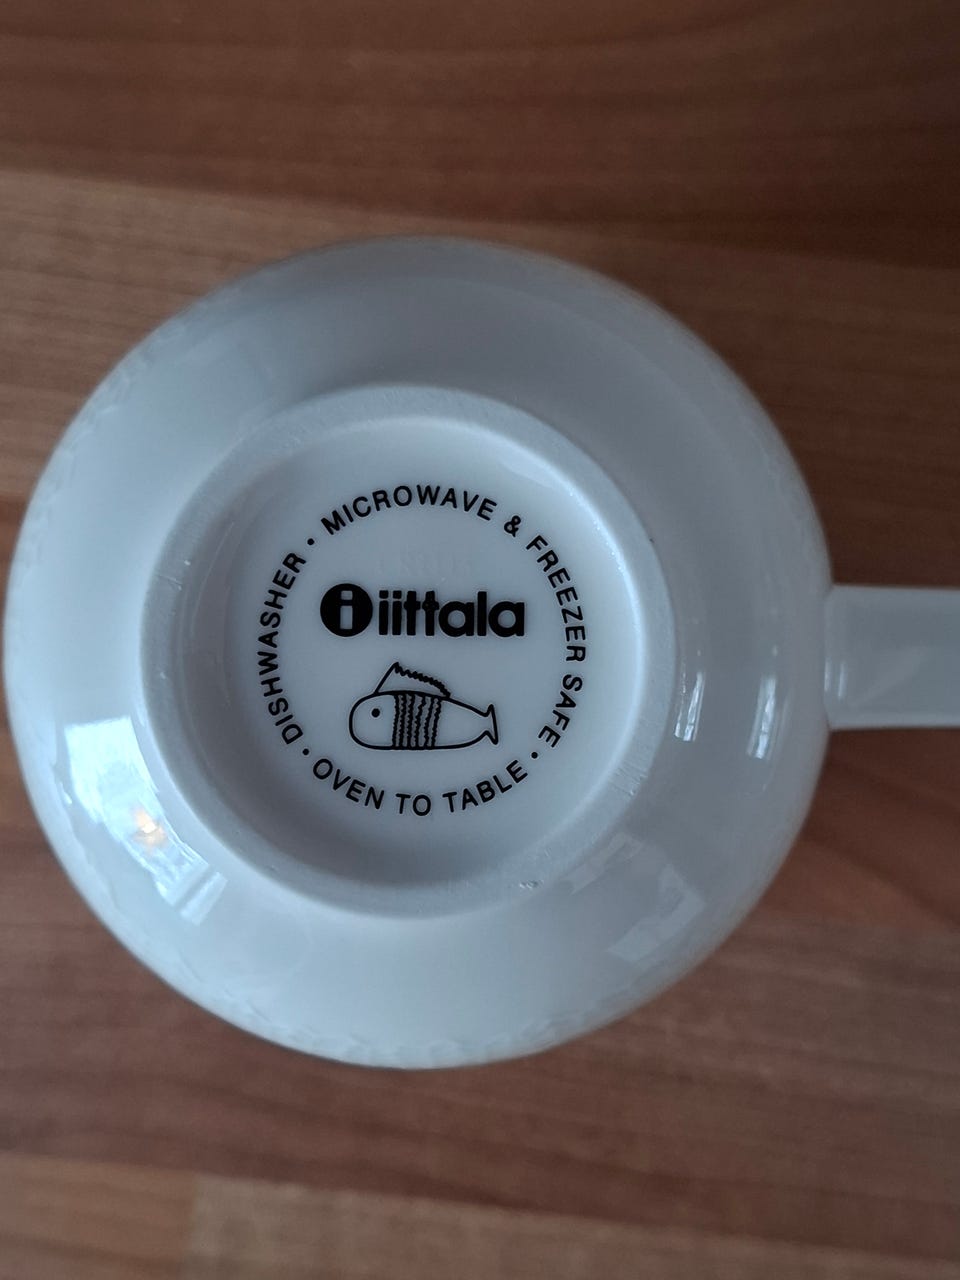 MICROWAVE & FREEZER SAFE • OVEN TO TABLE • DISHWASHER •
i iittala